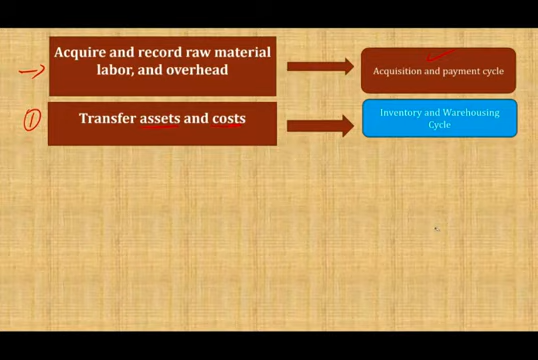 Acquire and record raw material
labor, and overhead
Acquisition and payment cycle
1
Transfer assets and costs
Inventory and Warehousing
Cycle